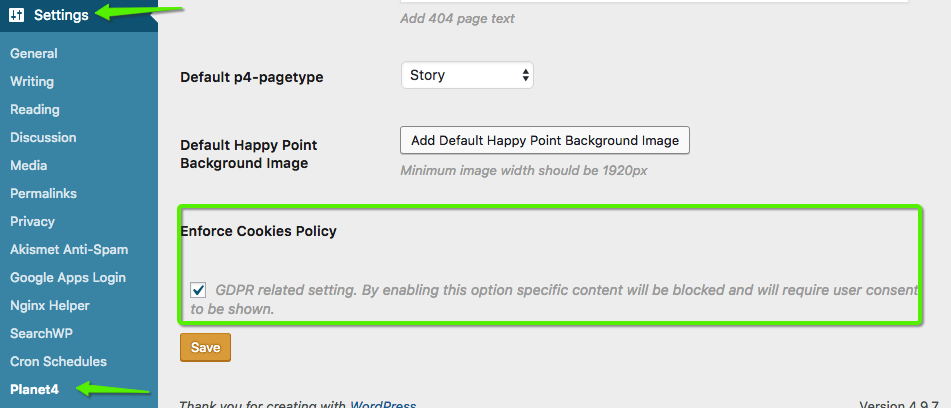 Settings
General
Writing
Reading
Discussion
Media
Permalinks
Privacy
Akismet Anti-Spam
Google Apps Login
Nginx Helper
SearchWP
Cron Schedules
Planet4
Add 404 page text
Default p4-pagetype
Story
Default Happy Point
Background Image
Add Default Happy Point Background Image
Minimum image width should be 1920px
Enforce Cookies Policy
GDPR related setting. By enabling this option specific content will be blocked and will require user consent
to be shown.
Save
Thank you for creating with WordPress
Version 4.9.7